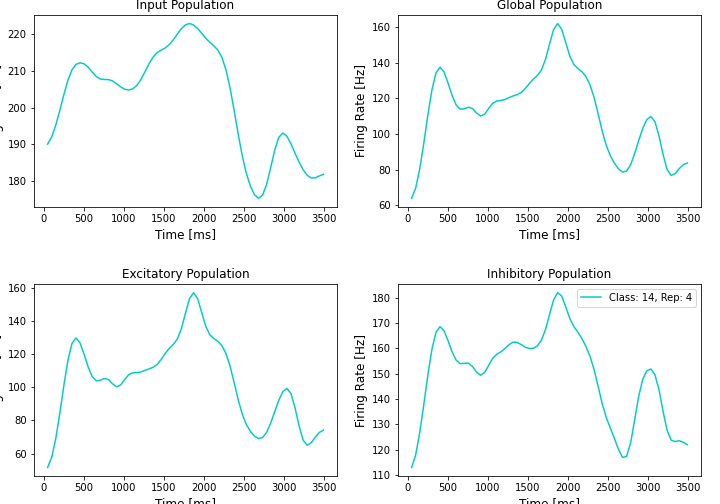 Input Population
220
210
200
190
180
0 500 1000 1500 2000 2500 3000 3500
Time [ms]
Global Population
Firing Rate [Hz]
160
140
120
100
80
60
0 500 1000 1500 2000 2500 3000 3500
Time [ms]
Excitatory Population
160
140
120
100
80
60
0 500 1000 1500 2000 2500 3000 3500
Time [ms]
Inhibitory Population
Class: 14, Rep: 4
Firing Rate [Hz]
180
170
160
150
140
130
120
110
0 500 1000 1500 2000 2500 3000 3500
Time [ms]